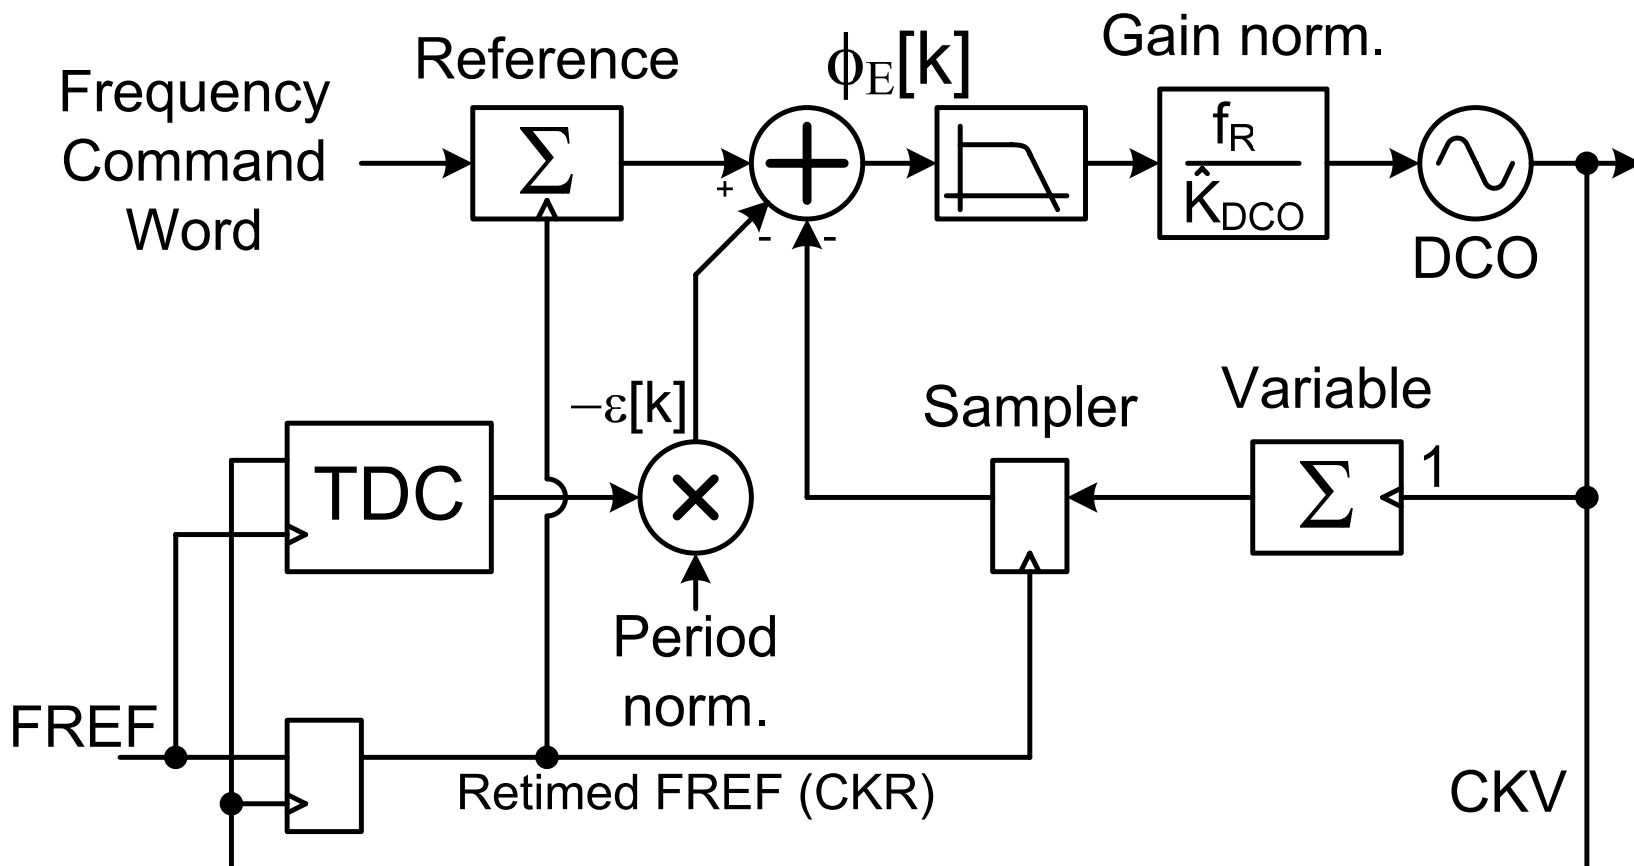 Frequency
Command
Word
Reference
Σ
+
-
-
ϕE[k]
Gain norm.
fR
K̂DCO
DCO
TDC
−ε[k]
Period
norm.
Sampler
Variable
Σ
1
FREF
Retimed FREF (CKR)
CKV